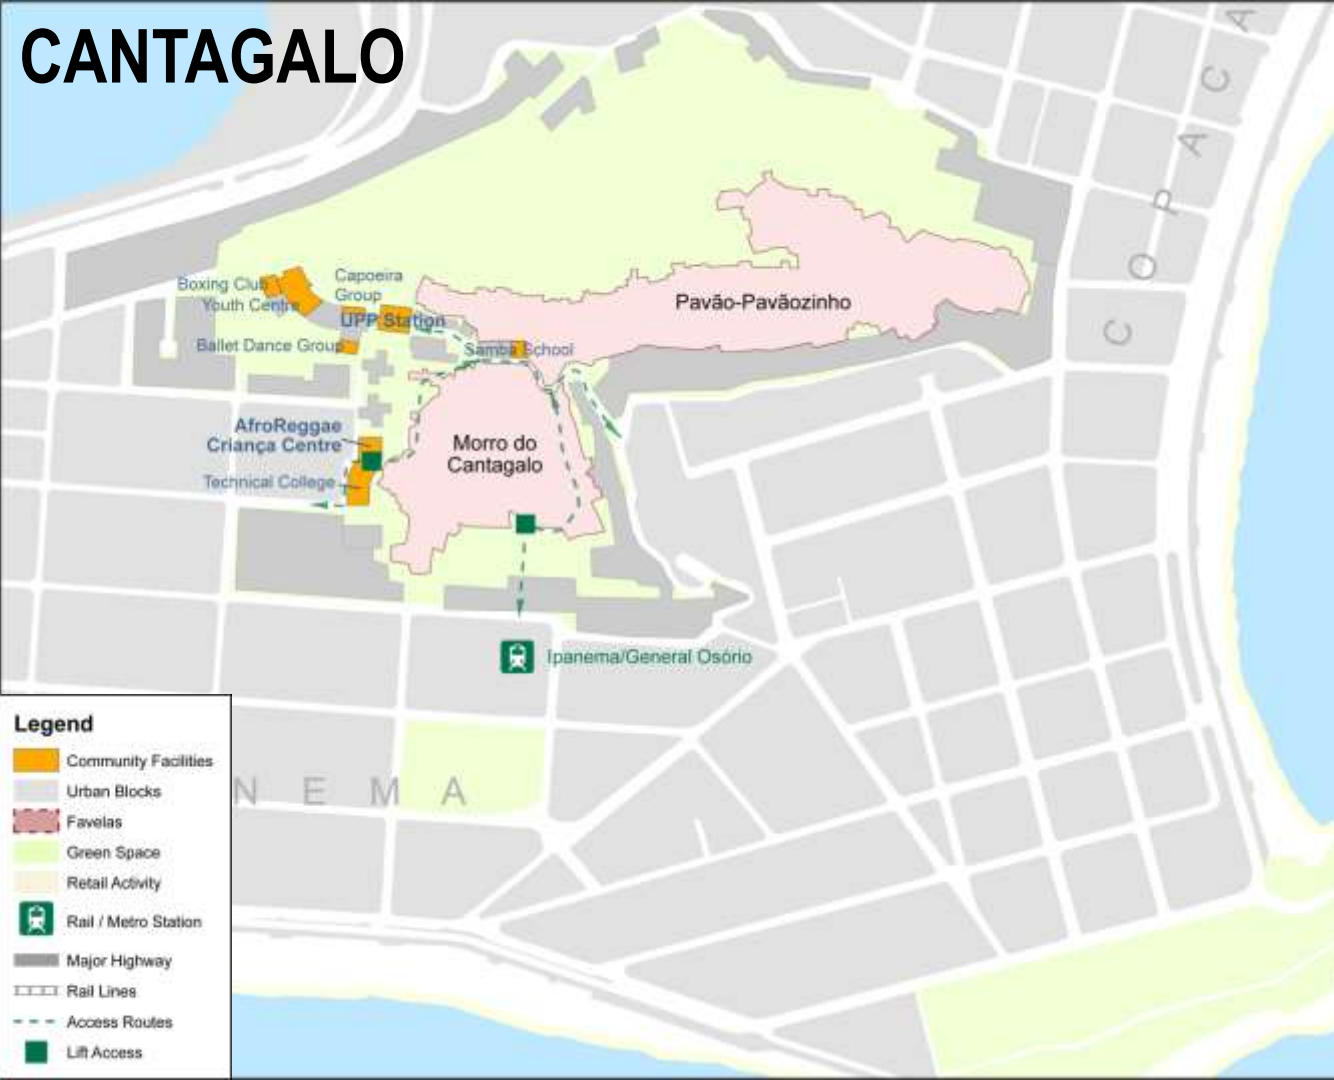 CANTAGALO
COPACA
Boxing Club
Youth Centre
Capoeira
Group
UPP Station
Ballet Dance Group
Samba School
Pavão-Pavãozinho
AfroReggae
Criança Centre
Technical College
Morro do
Cantagalo
Ipanema/General Osório
NEMA
Legend
Community Facilities
Urban Blocks
Favelas
Green Space
Retail Activity
Rail / Metro Station
Major Highway
Rail Lines
Access Routes
Lift Access